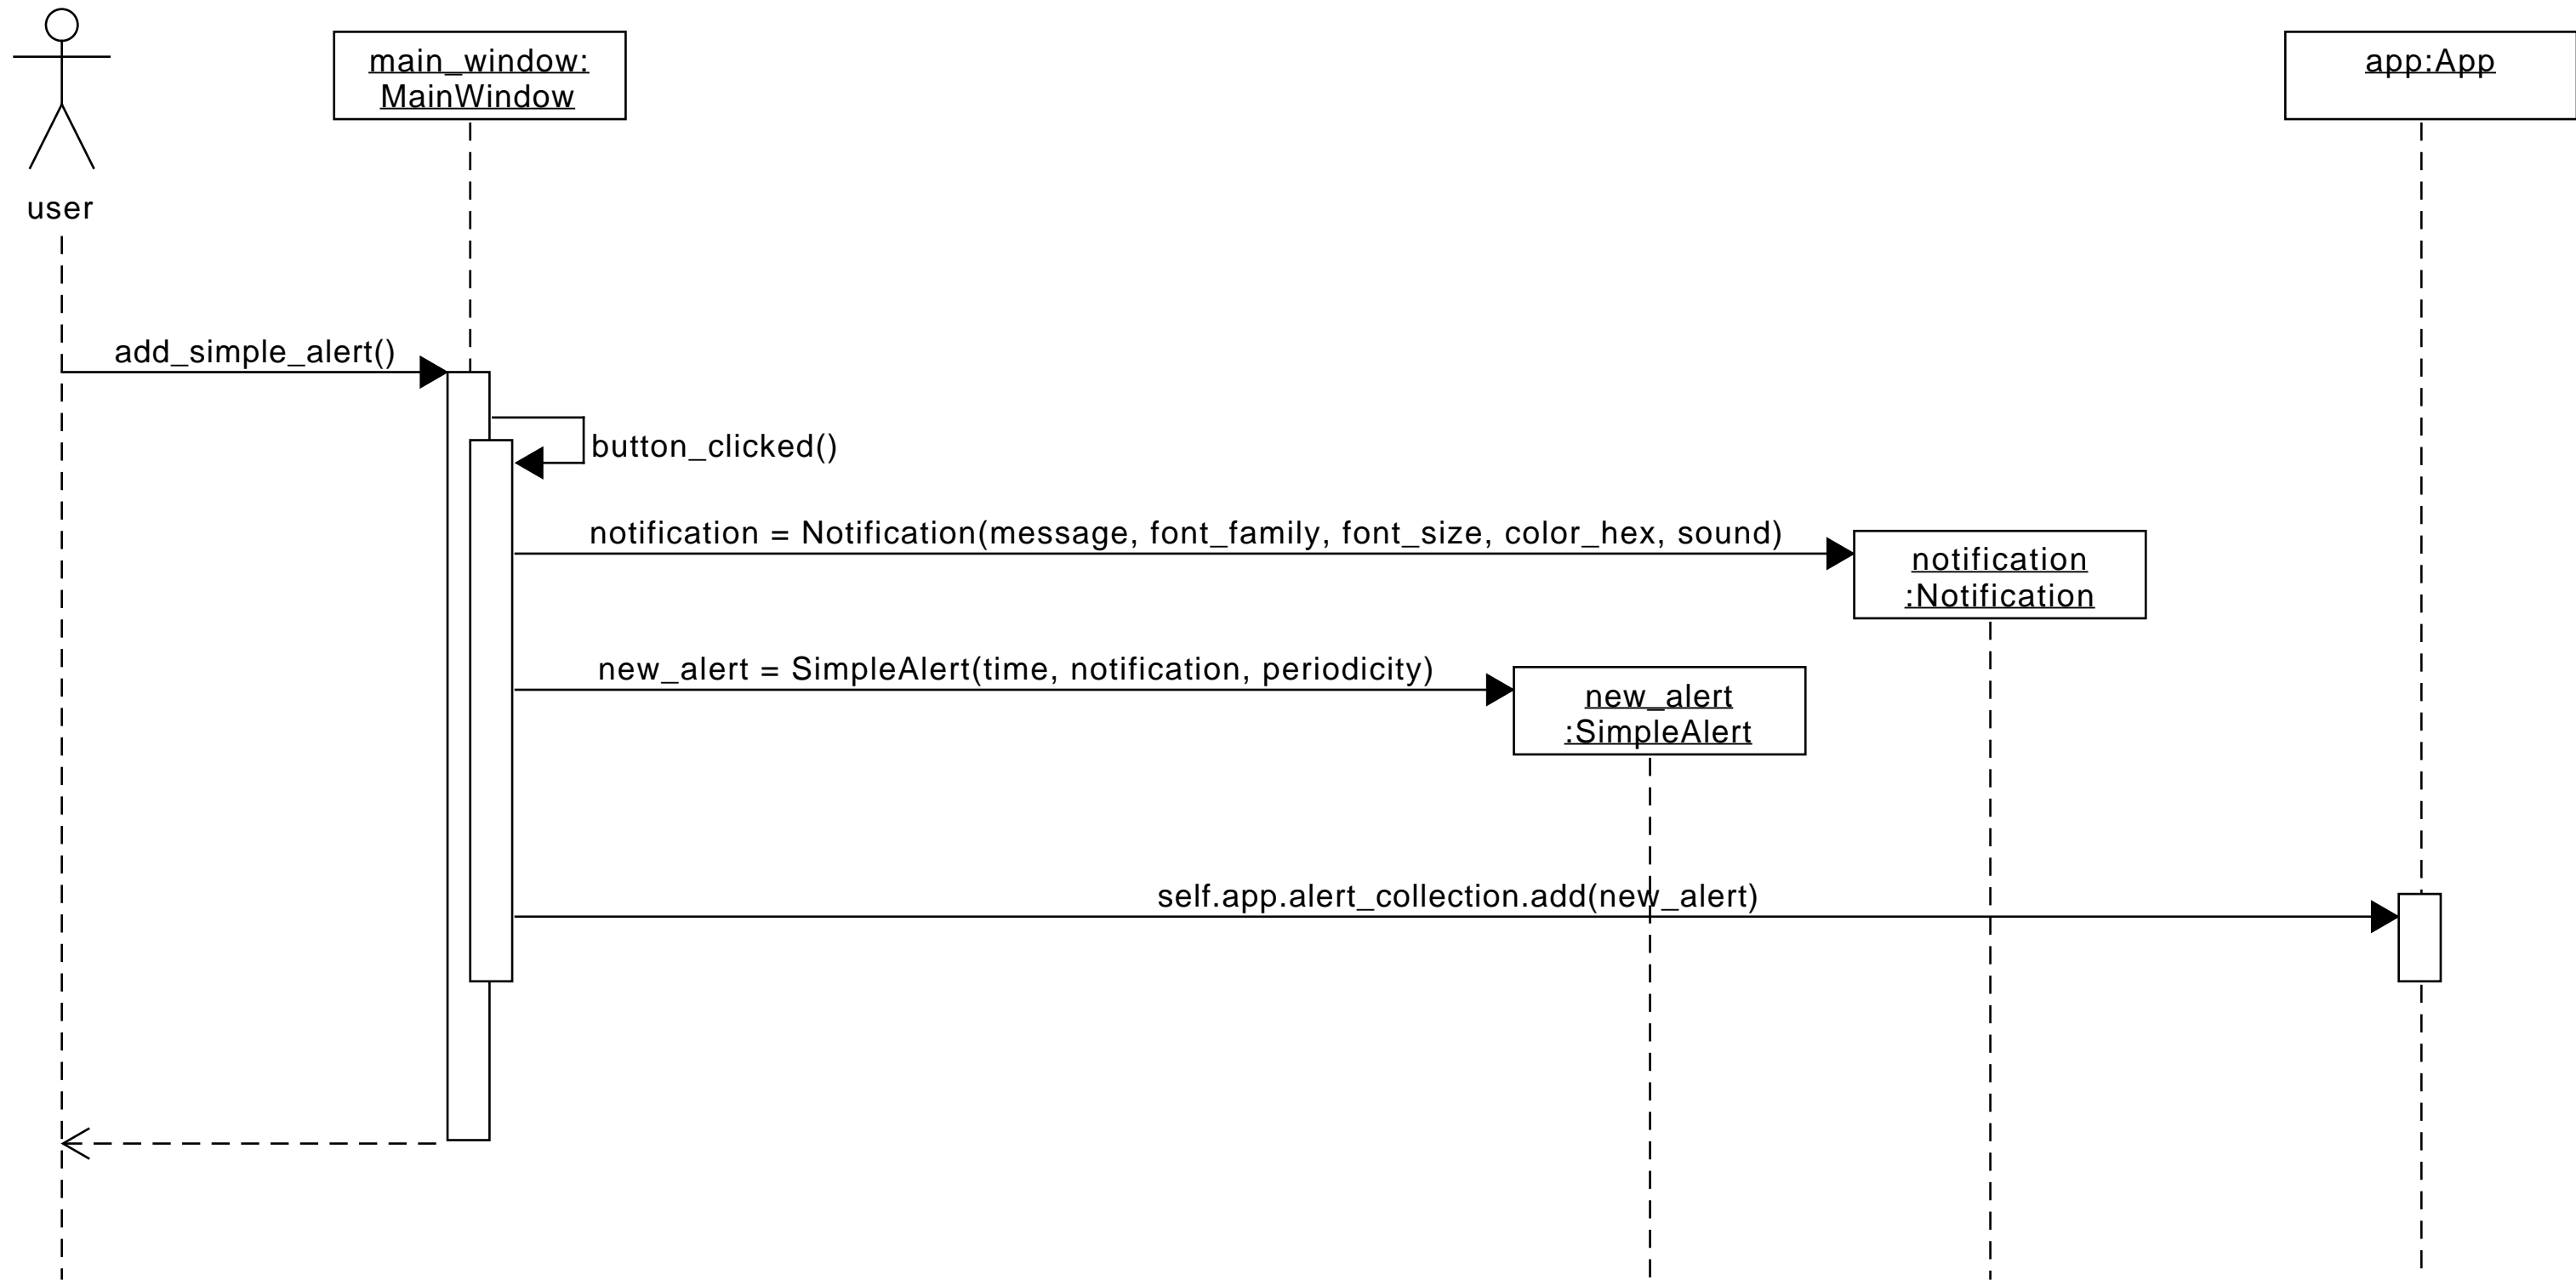 main_window:
MainWindow
app:App
user
add_simple_alert()
button_clicked()
notification = Notification(message, font_family, font_size, color_hex, sound)
notification
:Notification
new_alert = SimpleAlert(time, notification, periodicity)
new_alert
:SimpleAlert
self.app.alert_collection.add(new_alert)